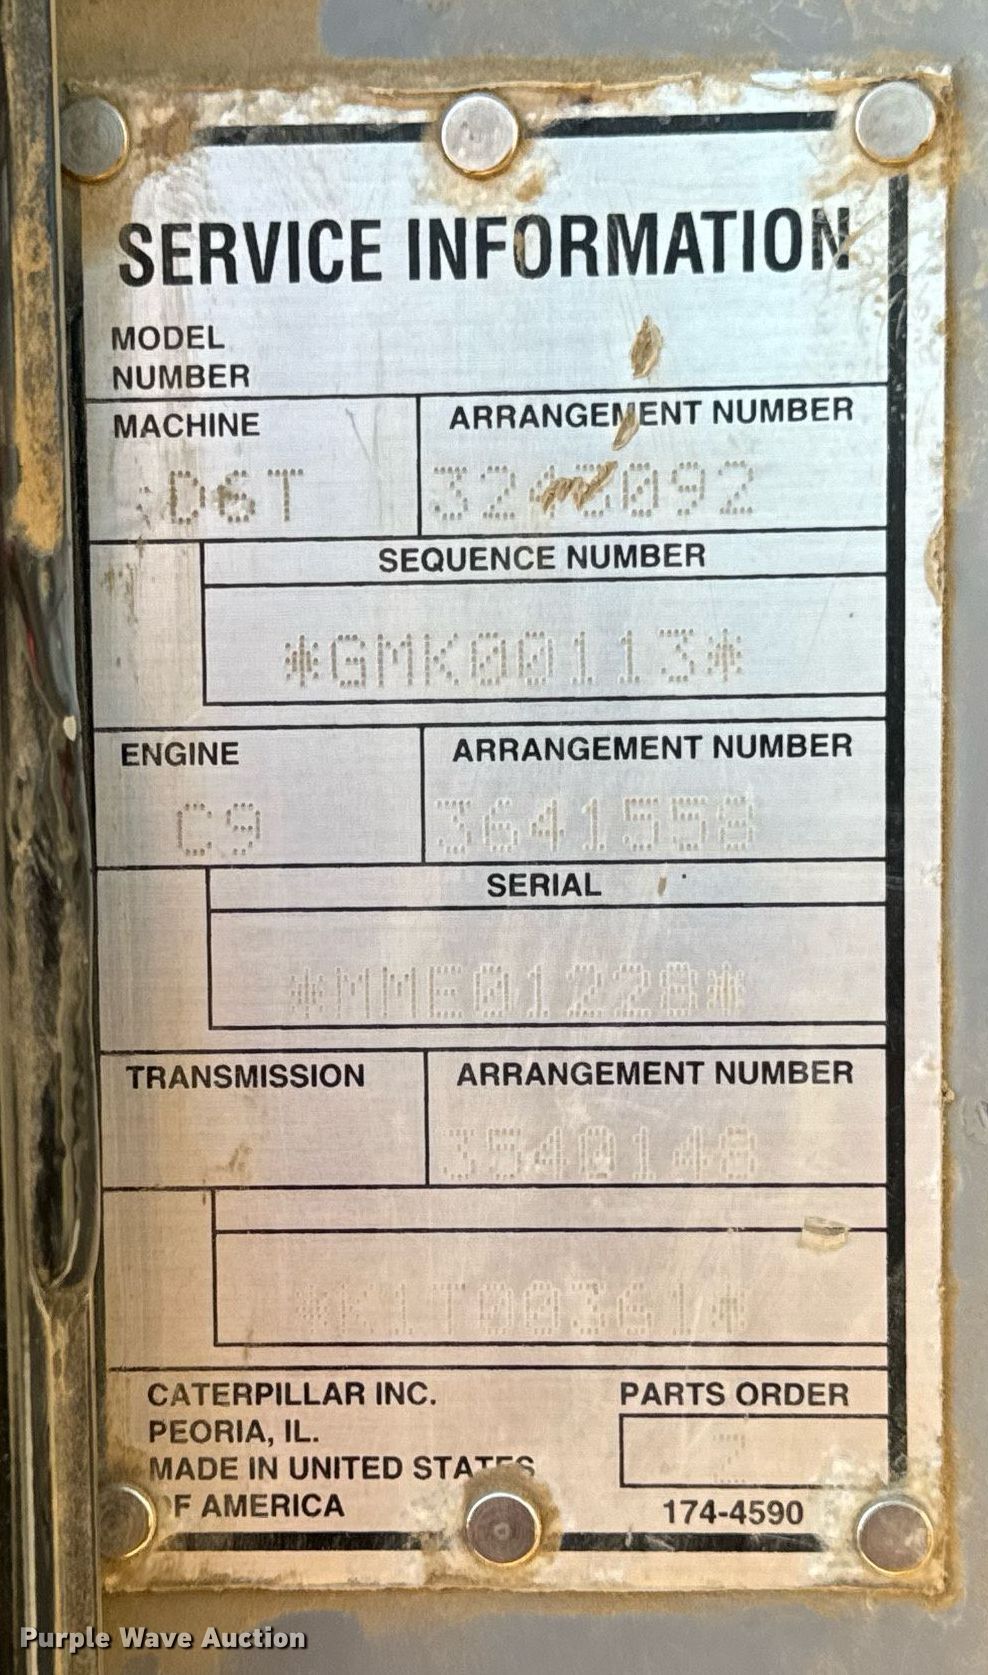 SERVICE INFORMATION
MODEL
NUMBER
MACHINE
ARRANGEMENT NUMBER
D6T
SEQUENCE NUMBER
*GMK00113*
ENGINE
ARRANGEMENT NUMBER
C9
3641558
SERIAL
*MME01228*
TRANSMISSION
ARRANGEMENT NUMBER
3540148
CATERPILLAR INC.
PARTS ORDER
PEORIA, IL.
MADE IN UNITED STATES
2
OF AMERICA
174-4590
Purple Wave Auction